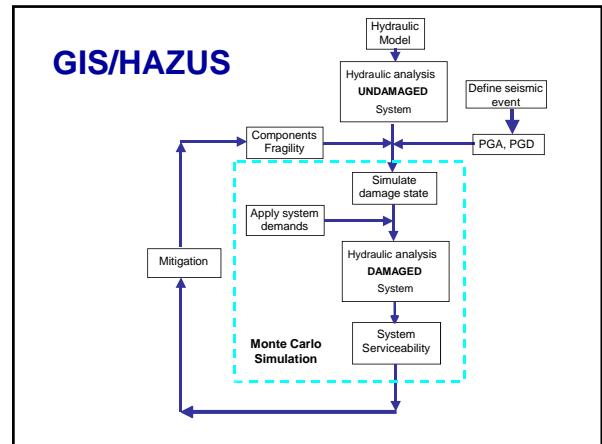 GIS/HAZUS
Hydraulic
Model
Hydraulic analysis
UNDAMAGED
System
Define seismic
event
Components
Fragility
PGA, PGD
Simulate
damage state
Apply system
demands
Mitigation
Hydraulic analysis
DAMAGED
System
Monte Carlo
Simulation
System
Serviceability